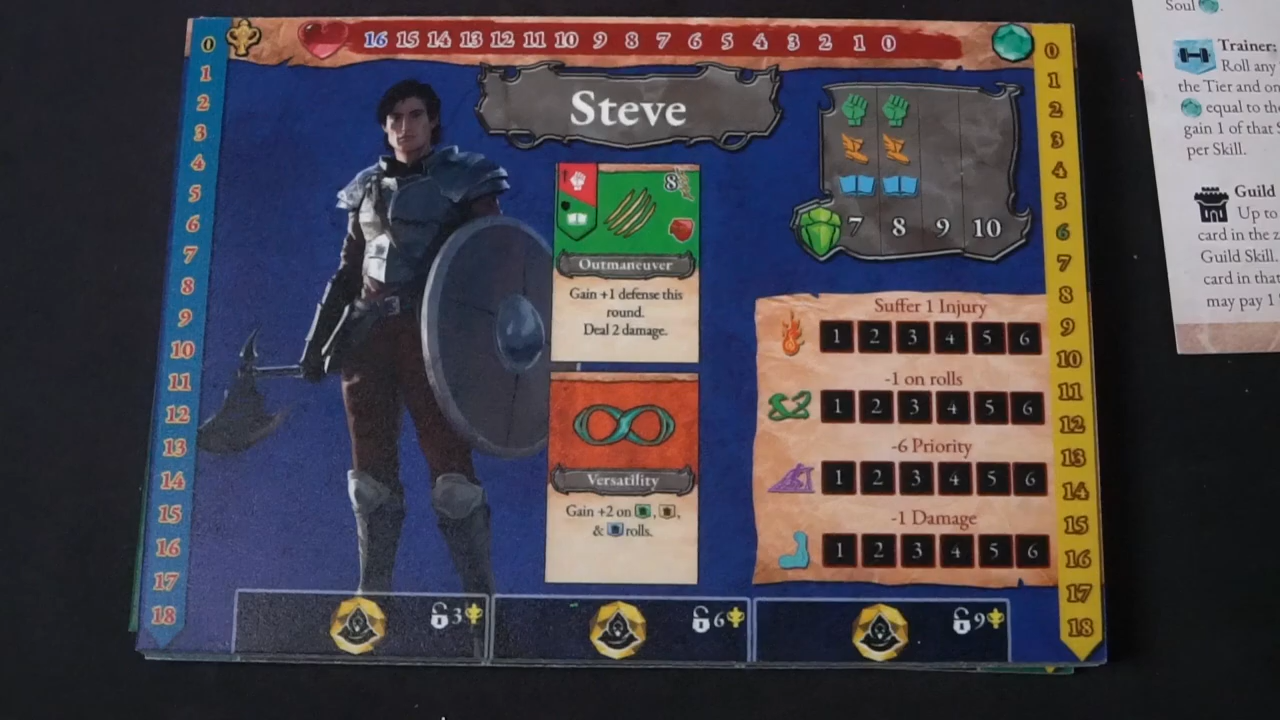 0 16 15 14 13 12 11 10 9 8 7 6 5 4 3 2 1 0 0
Steve
1 2 3 4 5 6 7 8 9 10 11 12 13 14 15 16 17 18
1 8
Outmaneuver
Gain +1 defense this
round.
Deal 2 damage.
Versatility
Gain +2 on , ,
& rolls.
7 8 9 10
Suffer 1 Injury
1 2 3 4 5 6
-1 on rolls
1 2 3 4 5 6
-6 Priority
1 2 3 4 5 6
-1 Damage
1 2 3 4 5 6
3
6
9
1 2 3 4 5 6 7 8 9 10 11 12 13 14 15 16 17 18
Soul .
Trainer:
Roll any
the Tier and on
equal to th
gain 1 of that
per Skill.
Guild
Up to
card in the z
Guild Skill.
card in that
may pay 1